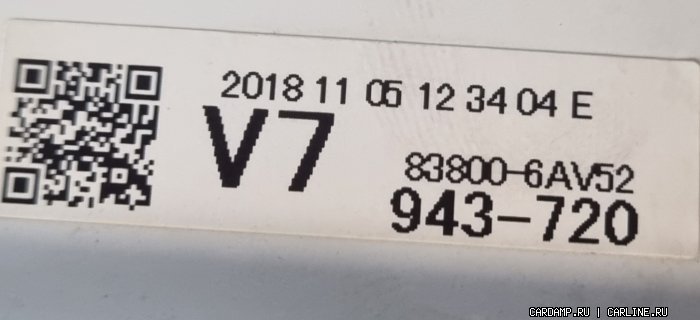 2018 11 05 12 34 04 E
V7
83800-6AV52
943-720
CARDAMP.RU | CARLINE.RU